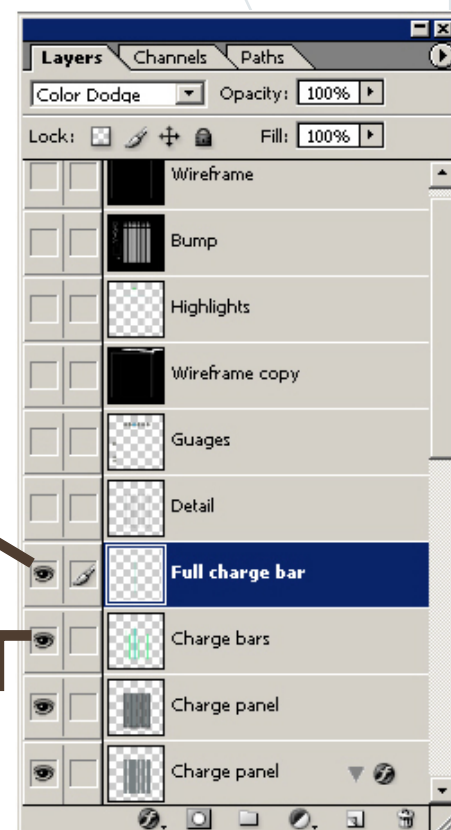 Layers Channels Paths
Color Dodge Opacity: 100%
Lock: Fill: 100%
Wireframe
Bump
Highlights
Wireframe copy
Guages
Detail
Full charge bar
Charge bars
Charge panel
Charge panel